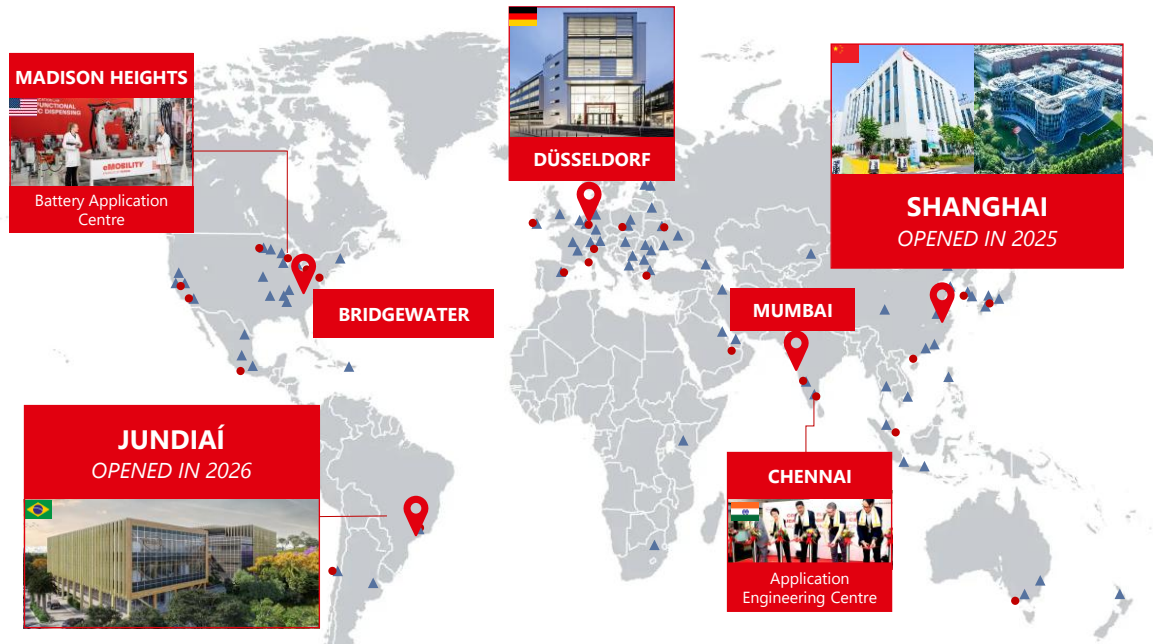 MADISON HEIGHTS
FUNCTIONAL
C DISPENSING
eMOBILITY
Battery Application
Centre
BRIDGEWATER
DÜSSELDORF
SHANGHAI
OPENED IN 2025
MUMBAI
JUNDIAÍ
OPENED IN 2026
CHENNAI
Application
Engineering Centre